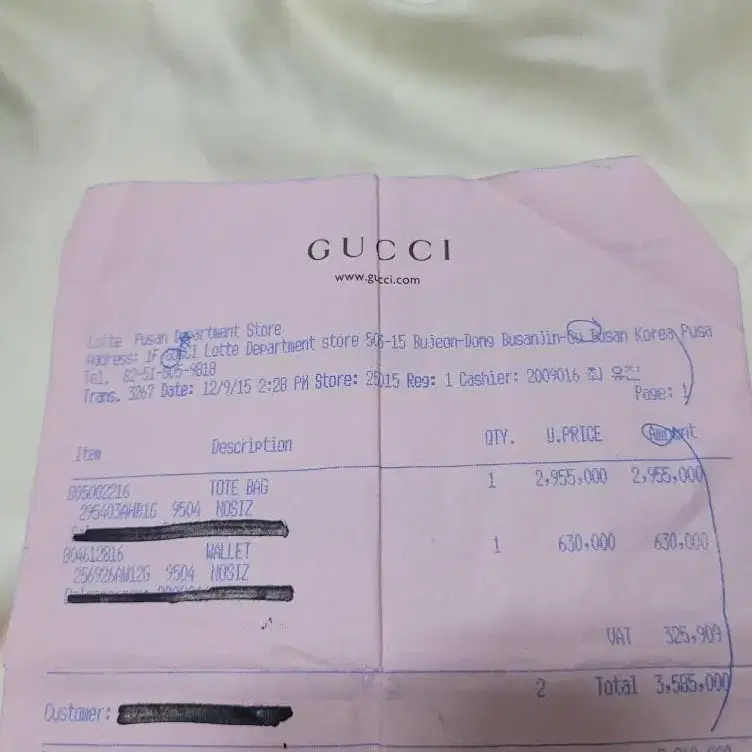 GUCCI
www.gucci.com
Lotte Pusan Department Store
Address: 1F GUCCI Lotte Department store 503-15 Bujeon-Dong Busanjin-Gu Busan Korea Pusa
Tel. 82-51-805-9818
Trans. 3267 Date: 12/9/15 2:28 PM Store: 25015 Reg: 1 Cashier: 2009016 최 유진
Page: 1
Item Description QTY. U.PRICE Amount
805002216 TOTE BAG 1 2,955,000 2,955,000
295403AHB1G 9504 NOSIZ
804612816 WALLET 1 630,000 630,000
256926AW12G 9504 NOSIZ
VAT 325,909
2 Total 3,585,000
Customer: